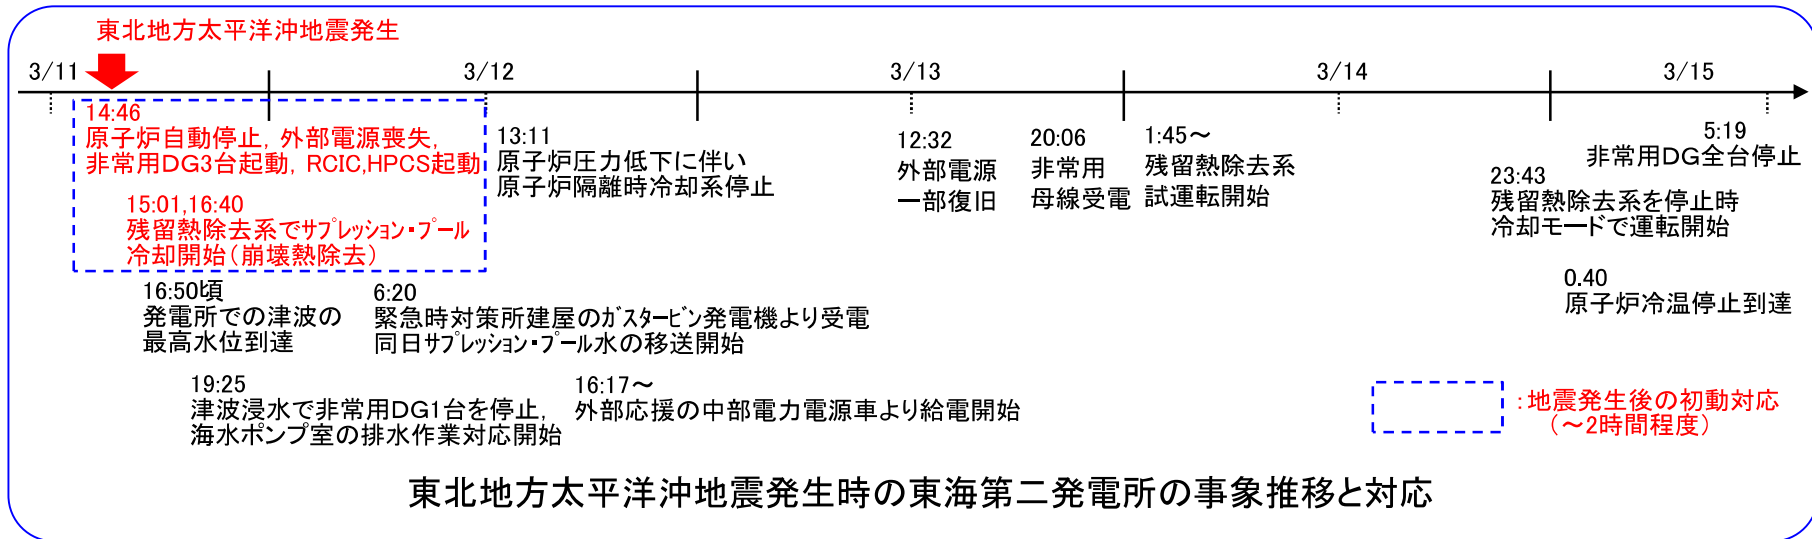 東北地方太平洋沖地震発生
3/11
3/12
3/13
3/14
3/15
14:46
原子炉自動停止, 外部電源喪失,
非常用DG3台起動, RCIC,HPCS起動
15:01,16:40
残留熱除去系でｻﾌﾟﾚｯｼｮﾝ・ﾌﾟｰﾙ
冷却開始(崩壊熱除去)
13:11
原子炉圧力低下に伴い
原子炉隔離時冷却系停止
12:32
外部電源
一部復旧
20:06
非常用
母線受電
1:45～
残留熱除去系
試運転開始
5:19
非常用DG全台停止
23:43
残留熱除去系を停止時
冷却モードで運転開始
0.40
原子炉冷温停止到達
16:50頃
発電所での津波の
最高水位到達
6:20
緊急時対策所建屋のｶﾞｽﾀｰﾋﾞﾝ発電機より受電
同日ｻﾌﾟﾚｯｼｮﾝ・ﾌﾟｰﾙ水の移送開始
19:25
津波浸水で非常用DG1台を停止,
海水ポンプ室の排水作業対応開始
16:17～
外部応援の中部電力電源車より給電開始
:地震発生後の初動対応
(～2時間程度)
東北地方太平洋沖地震発生時の東海第二発電所の事象推移と対応